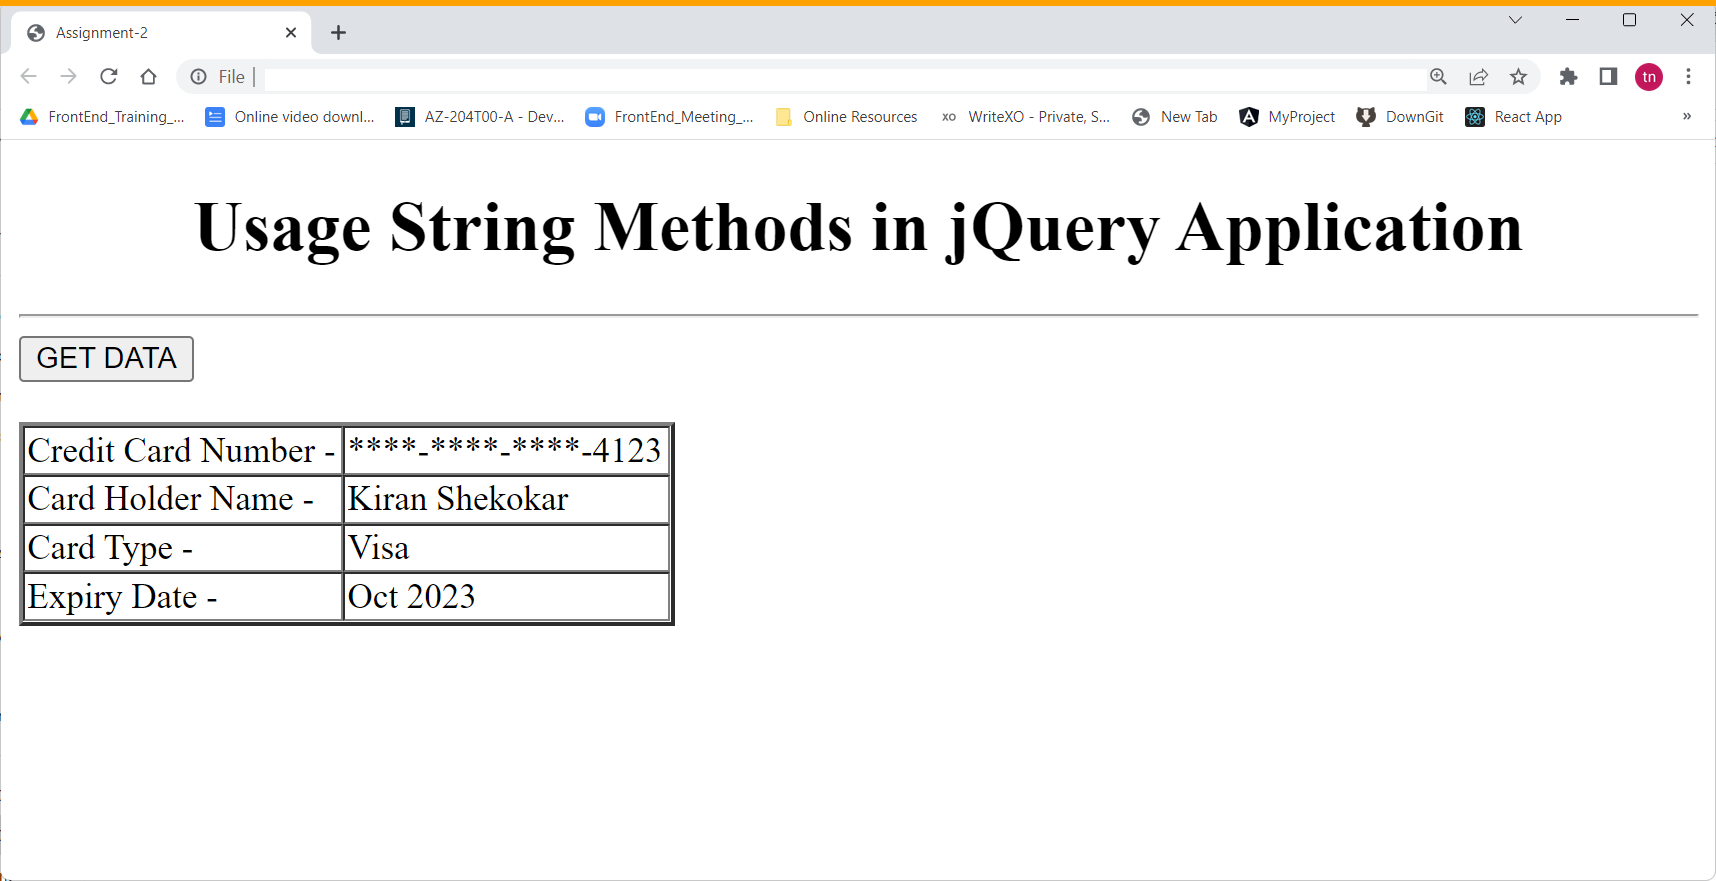 Assignment-2
File
FrontEnd_Training_...
Online video downl...
AZ-204T00-A - Dev...
FrontEnd_Meeting_...
Online Resources
xo WriteXO - Private, S...
New Tab
MyProject
DownGit
React App
»
tn
Usage String Methods in jQuery Application
GET DATA
Credit Card Number - ****-****-****-4123
Card Holder Name - Kiran Shekokar
Card Type - Visa
Expiry Date - Oct 2023